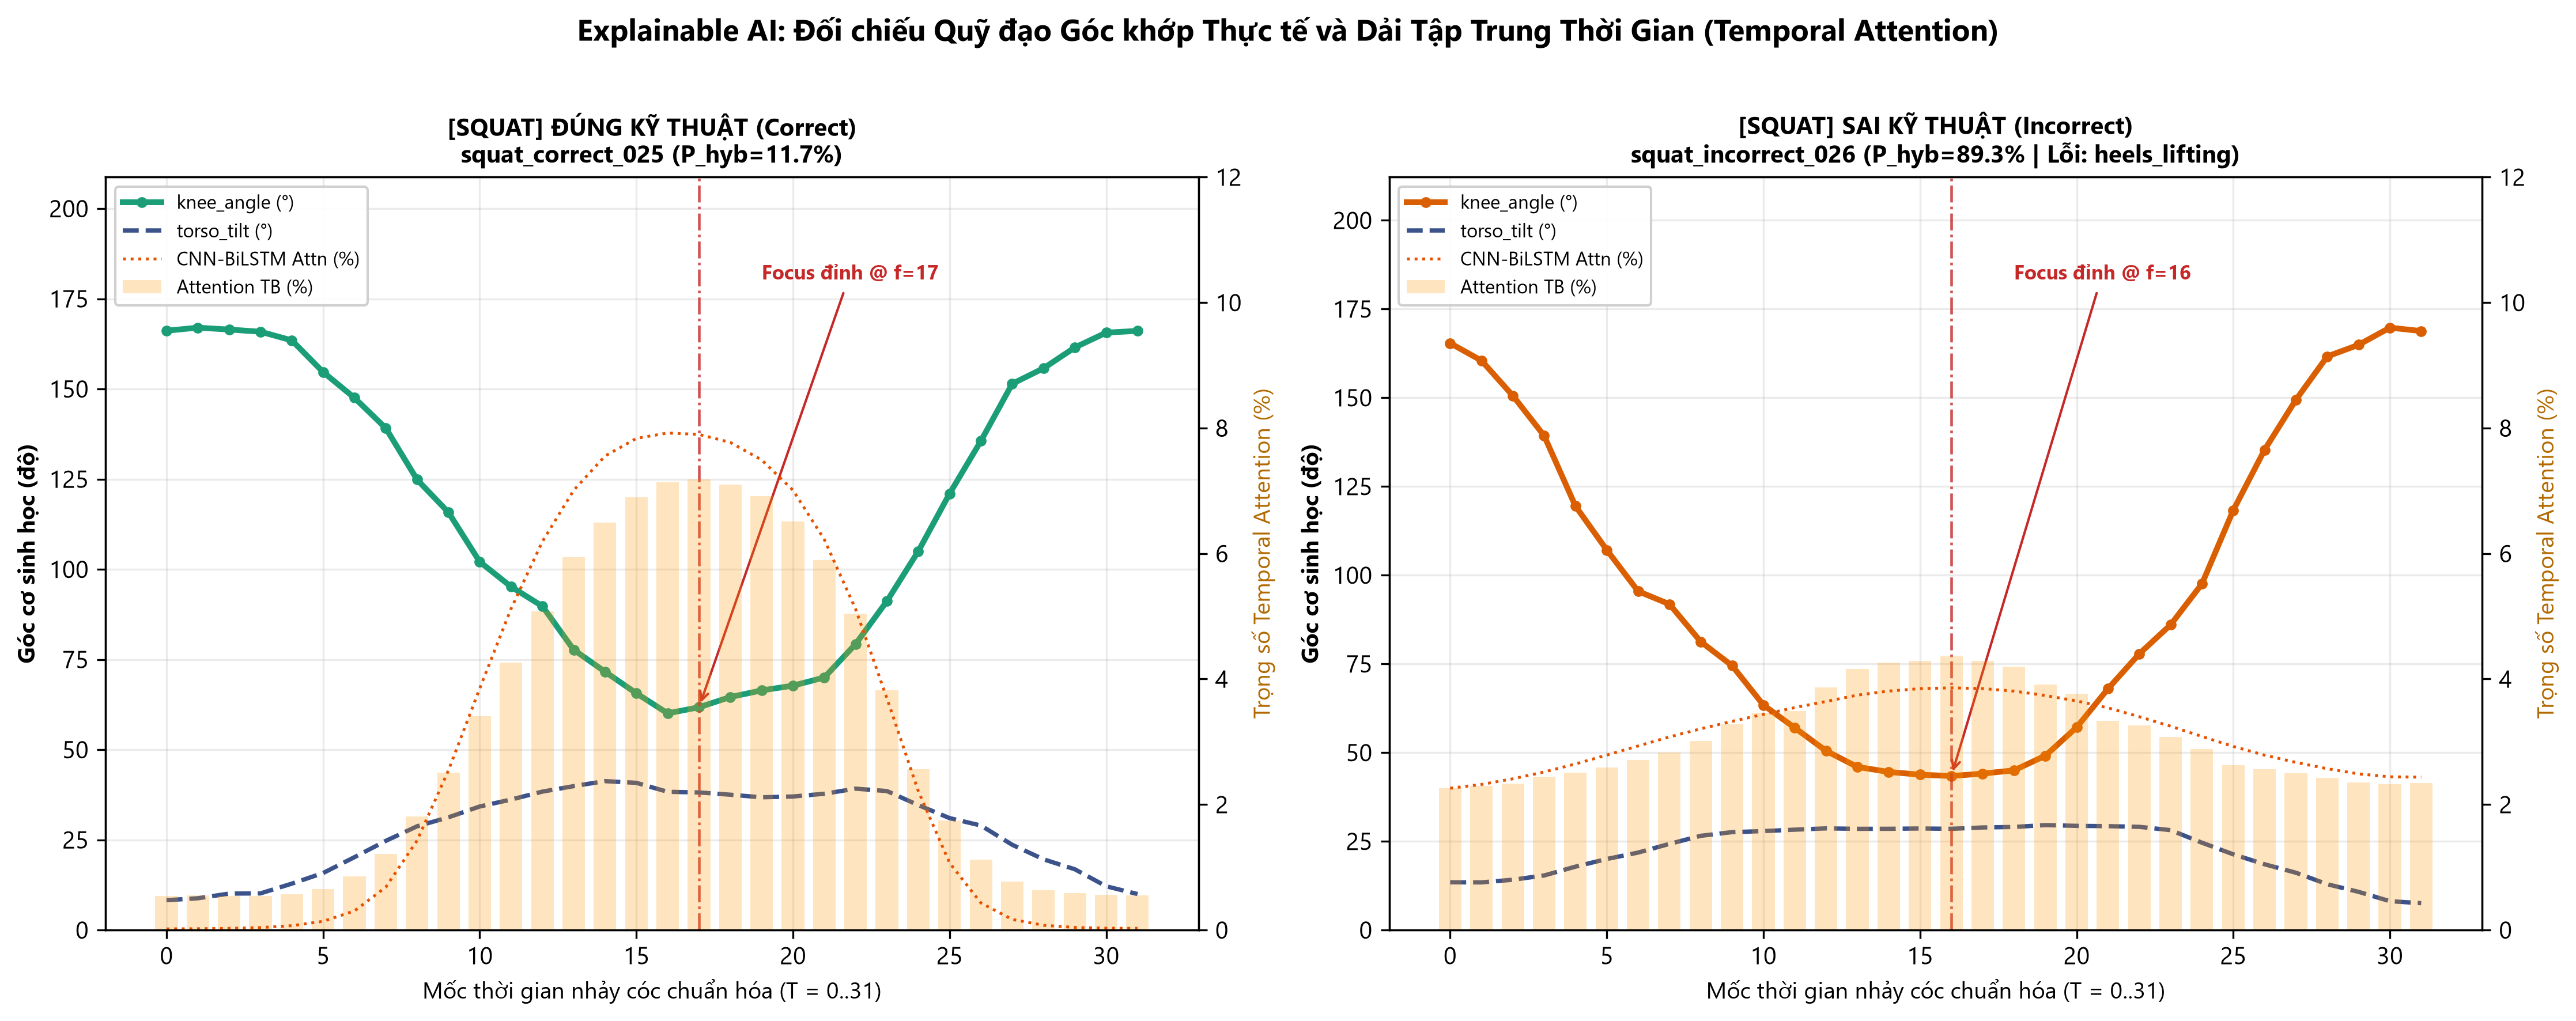 Explainable AI: Đối chiếu Quỹ đạo Góc khớp Thực tế và Dải Tập Trung Thời Gian (Temporal Attention)
[SQUAT] ĐÚNG KỸ THUẬT (Correct)
squat_correct_025 (P_hyb=11.7%)
knee_angle (°)
torso_tilt (°)
CNN-BiLSTM Attn (%)
Attention TB (%)
Focus đỉnh @ f=17
Góc cơ sinh học (độ)
200
175
150
125
100
75
50
25
0
12
10
8
6
4
2
0
Trọng số Temporal Attention (%)
0 5 10 15 20 25 30
Mốc thời gian nhảy cóc chuẩn hóa (T = 0..31)
[SQUAT] SAI KỸ THUẬT (Incorrect)
squat_incorrect_026 (P_hyb=89.3% | Lỗi: heels_lifting)
knee_angle (°)
torso_tilt (°)
CNN-BiLSTM Attn (%)
Attention TB (%)
Focus đỉnh @ f=16
Góc cơ sinh học (độ)
200
175
150
125
100
75
50
25
0
12
10
8
6
4
2
0
Trọng số Temporal Attention (%)
0 5 10 15 20 25 30
Mốc thời gian nhảy cóc chuẩn hóa (T = 0..31)